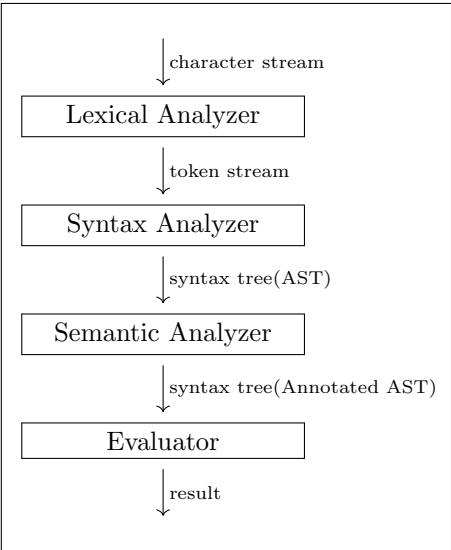 character stream
Lexical Analyzer
token stream
Syntax Analyzer
syntax tree(AST)
Semantic Analyzer
syntax tree(Annotated AST)
Evaluator
result